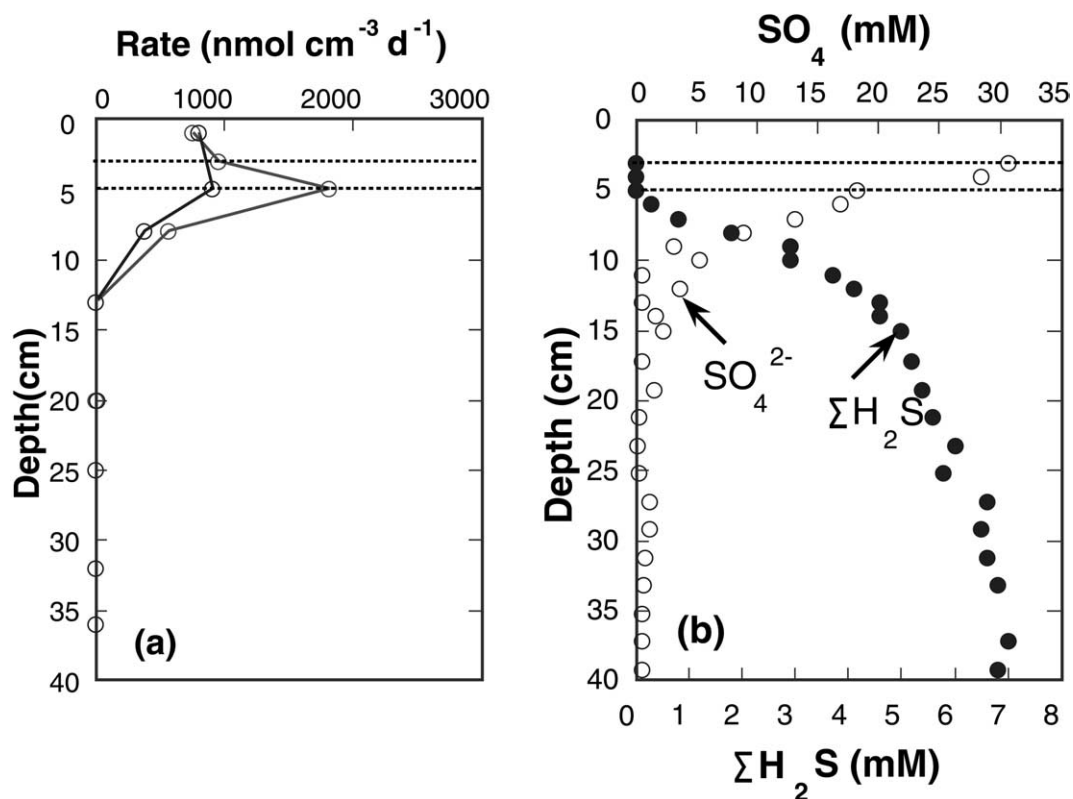 Rate (nmol cm-3 d-1)
0 1000 2000 3000
0
5
10
15
20
25
30
35
40
Depth(cm)
(a)
SO4 (mM)
0 5 10 15 20 25 30 35
0
5
10
15
20
25
30
35
40
Depth (cm)
SO42-
ΣH2S
(b)
0 1 2 3 4 5 6 7 8
ΣH2S (mM)